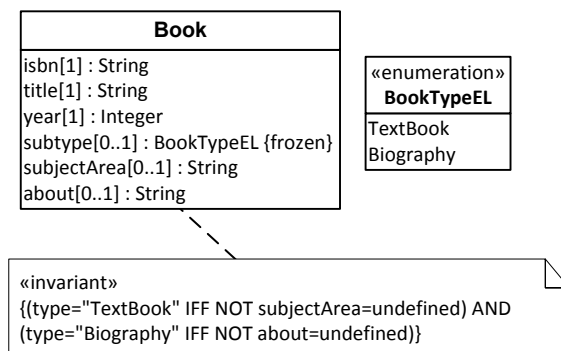 Book
isbn[1] : String
title[1] : String
year[1] : Integer
subtype[0..1] : BookTypeEL {frozen}
subjectArea[0..1] : String
about[0..1] : String
«enumeration»
BookTypeEL
TextBook
Biography
«invariant»
{(type="TextBook" IFF NOT subjectArea=undefined) AND
(type="Biography" IFF NOT about=undefined)}